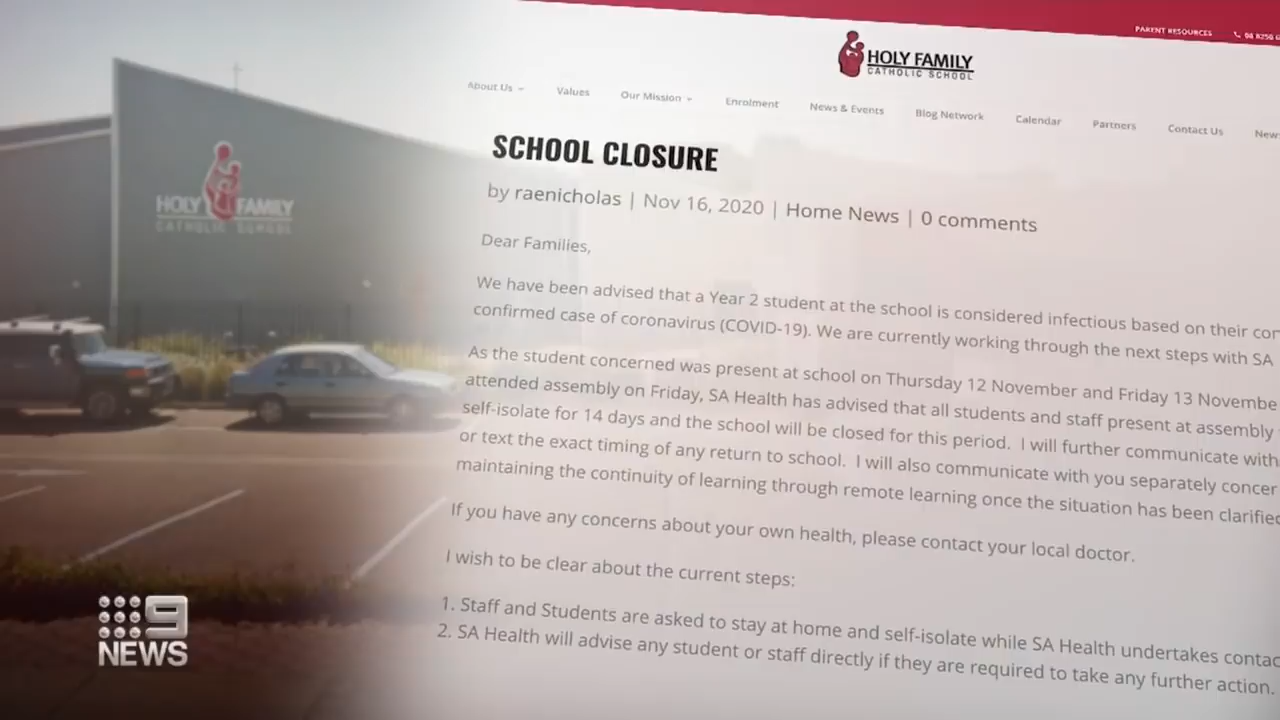 PARENT RESOURCES
HOLY FAMILY
CATHOLIC SCHOOL
About Us
Values
Our Mission
Enrolment
News & Events
Blog Network
Calendar
Partners
Contact Us
SCHOOL CLOSURE
by raenicholas | Nov 16, 2020 | Home News | 0 comments
Dear Families,
We have been advised that a Year 2 student at the school is considered infectious based on their
confirmed case of coronavirus (COVID-19). We are currently working through the next steps with SA
As the student concerned was present at school on Thursday 12 November and Friday 13
attended assembly on Friday, SA Health has advised that all students and staff present at assembly
self-isolate for 14 days and the school will be closed for this period. I will further communicate with
or text the exact timing of any return to school. I will also communicate with you separately
maintaining the continuity of learning through remote learning once the situation has been clarified
If you have any concerns about your own health, please contact your local doctor.
I wish to be clear about the current steps:
1. Staff and Students are asked to stay at home and self-isolate while SA Health undertakes
2. SA Health will advise any student or staff directly if they are required to take any further action.
HOLY FAMILY
CATHOLIC SCHOOL
9
NEWS